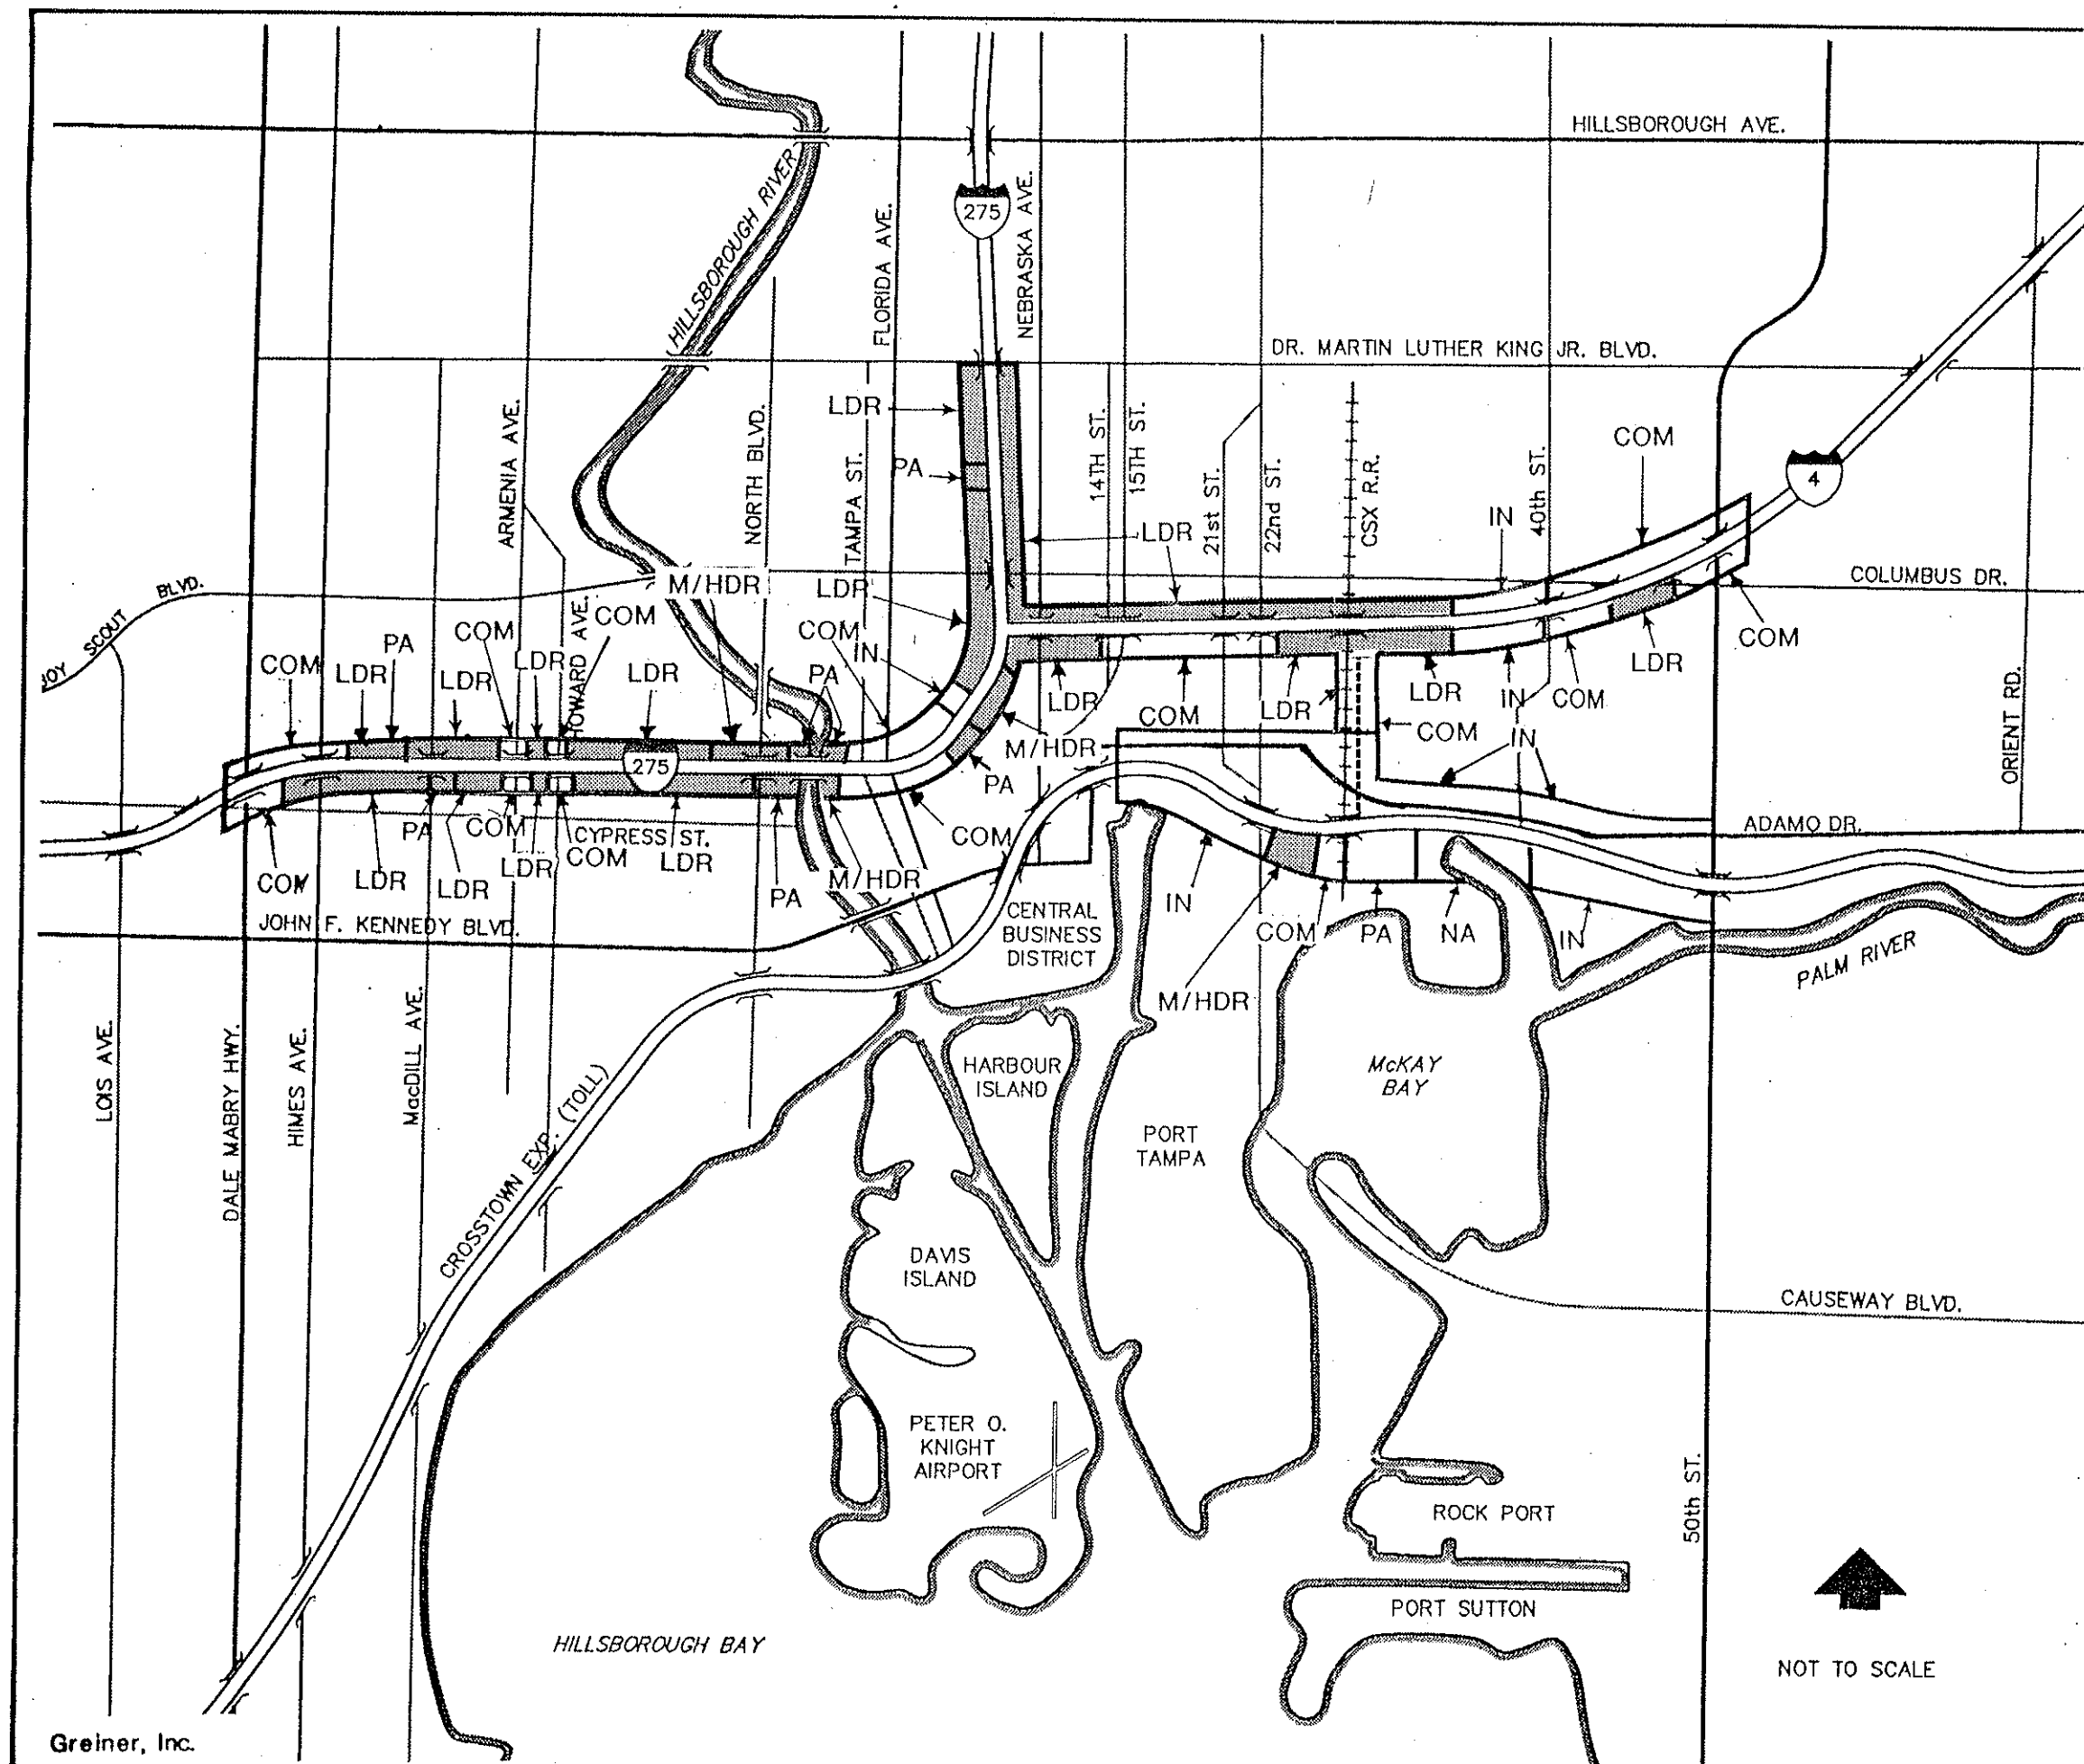 HILLSBOROUGH AVE.
HILLSBOROUGH RIVER
275
FLORIDA AVE.
NEBRASKA AVE.
DR. MARTIN LUTHER KING JR. BLVD.
LDR
PA
ARMENIA AVE.
NORTH BLVD.
TAMPA ST.
14TH ST.
15TH ST.
21st ST.
22nd ST.
CSX R.R.
40th ST.
COM
4
IN
LDR
COLUMBUS DR.
JOY SCOUT BLVD.
M/HDR
LDR
HOWARD AVE.
COM
COM
IN
PA
COM
LDR
PA
LDR
COM
LDR
LDR
PA
LDR
COM
LDR
LDR
IN
COM
LDR
COM
M/HDR
PA
COM
IN
ORIENT RD.
275
COM
LDR
PA
LDR
COM
LDR
CYPRESS ST.
COM
LDR
PA
M/HDR
COM
ADAMO DR.
JOHN F. KENNEDY BLVD.
CENTRAL
BUSINESS
DISTRICT
IN
M/HDR
COM
PA
NA
IN
PALM RIVER
LOIS AVE.
DALE MABRY HWY.
HIMES AVE.
MacDILL AVE.
CROSSTOWN EXP. (TOLL)
HARBOUR
ISLAND
McKAY
BAY
PORT
TAMPA
DAVIS
ISLAND
CAUSEWAY BLVD.
PETER O.
KNIGHT
AIRPORT
ROCK PORT
50th ST.
PORT SUTTON
HILLSBOROUGH BAY
NOT TO SCALE
Greiner, Inc.